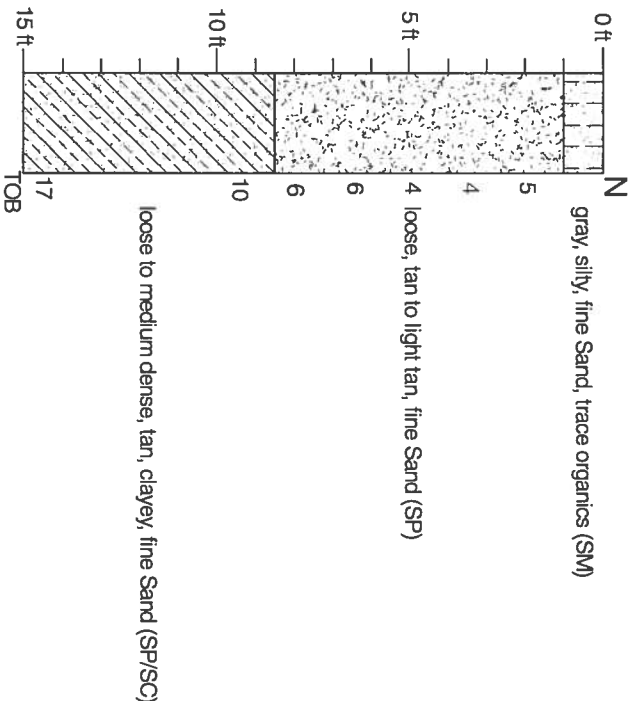 0 ft
N
gray, silty, fine Sand, trace organics (SM)
5
4
5 ft
4
loose, tan to light tan, fine Sand (SP)
6
6
10 ft
10
loose to medium dense, tan, clayey, fine Sand (SP/SC)
17
15 ft
TOB